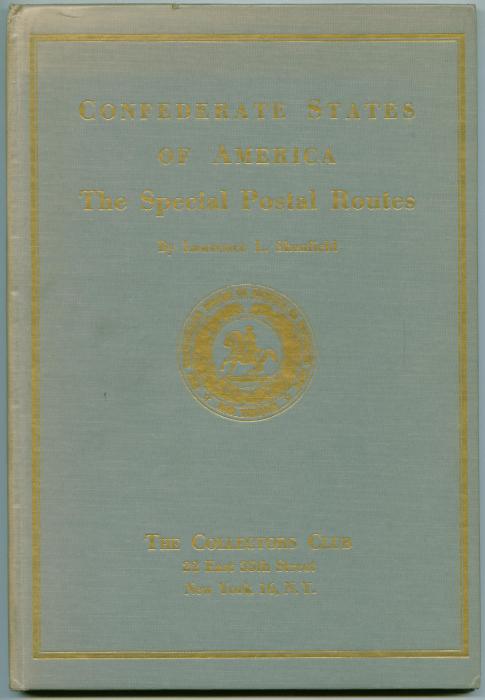 CONFEDERATE STATES
OF AMERICA
The Special Postal Routes
By Lawrence L. Shenfield
THE COLLECTORS CLUB
22 East 35th Street
New York 16, N.Y.